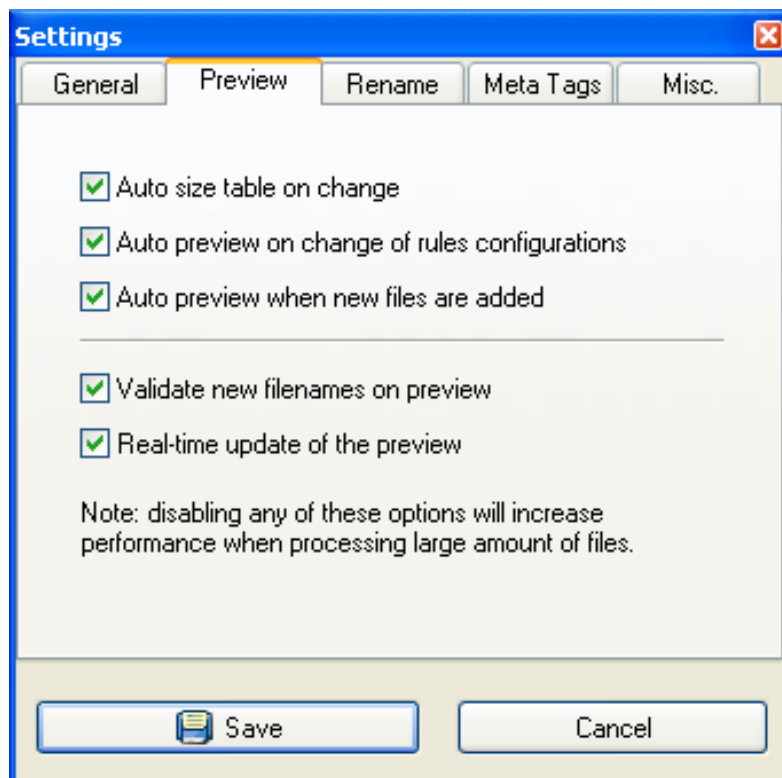 Settings
General Preview Rename Meta Tags Misc.
Auto size table on change
Auto preview on change of rules configurations
Auto preview when new files are added
Validate new filenames on preview
Real-time update of the preview
Note: disabling any of these options will increase
performance when processing large amount of files.
Save Cancel